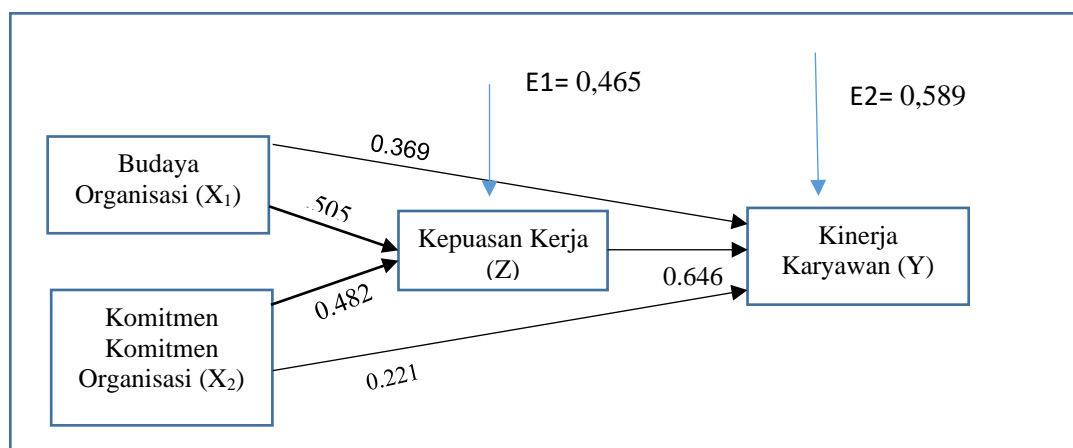 E1= 0,465
E2= 0,589
0.369
Budaya
Organisasi (X₁)
.505
Kepuasan Kerja
(Z)
Kinerja
Karyawan (Y)
0.646
0.482
Komitmen
Komitmen
Organisasi (X₂)
0.221